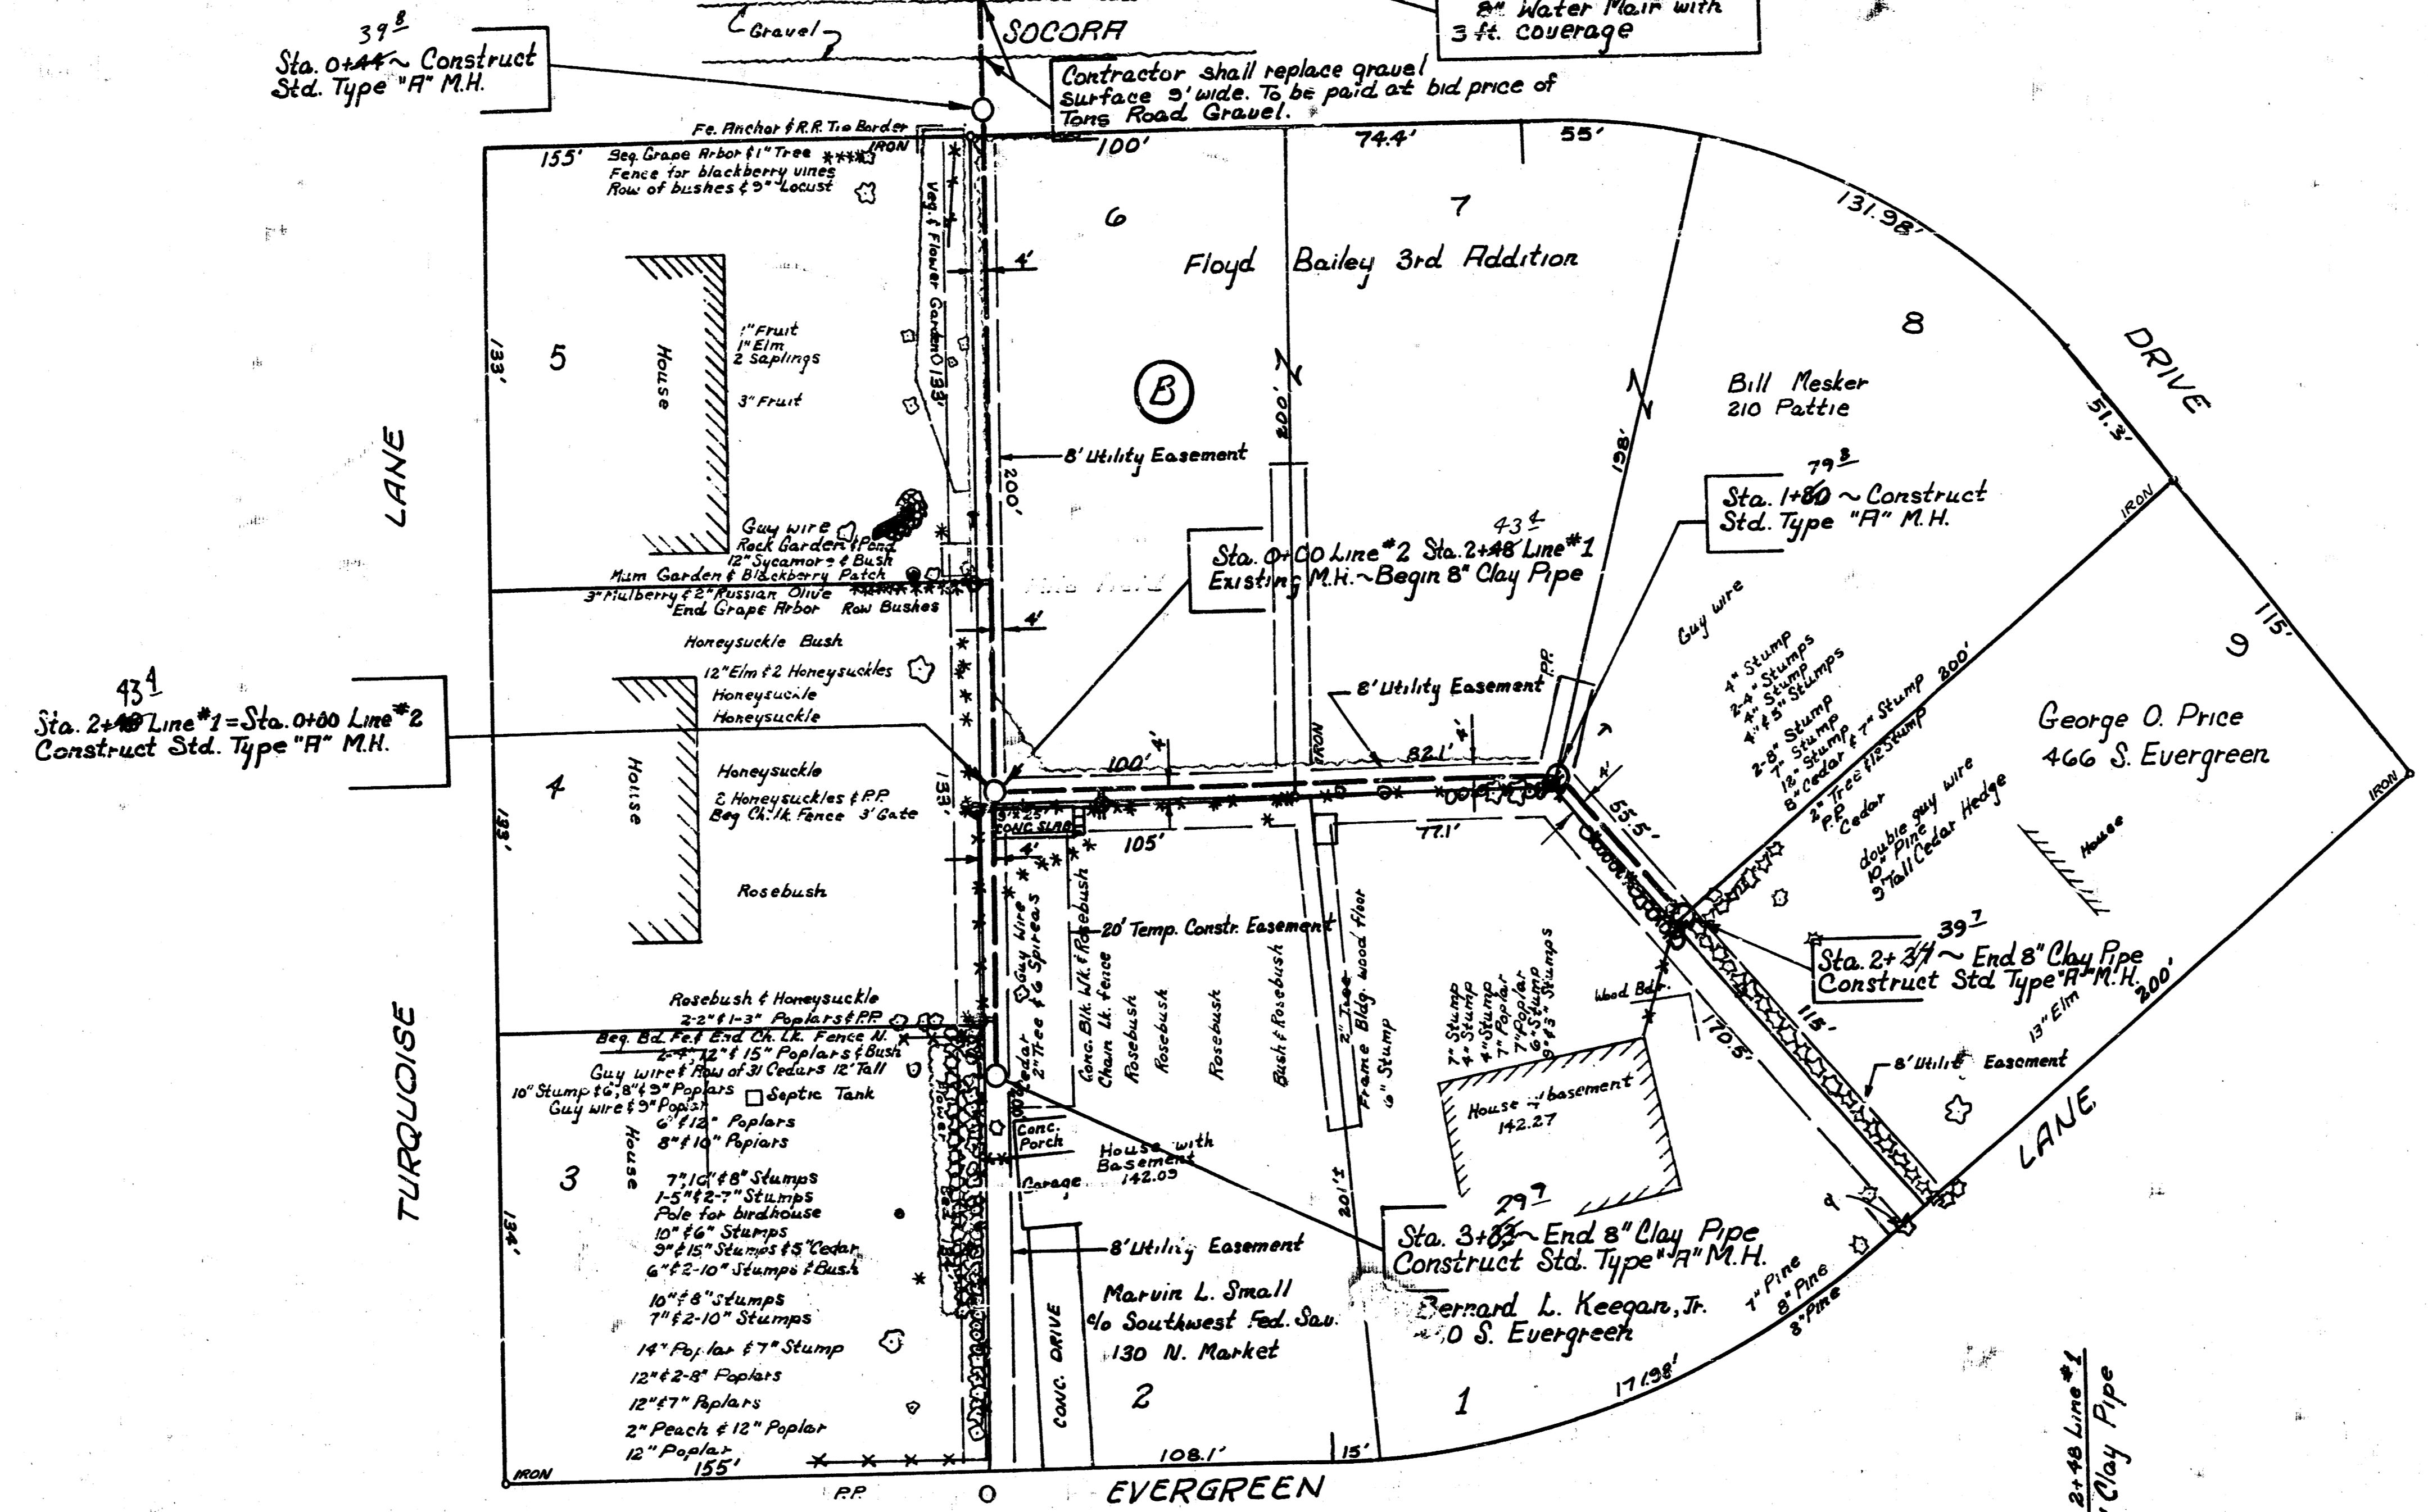 39⁸
Sta. 0+44 ~ Construct
Std. Type "A" M.H.
Gravel
SOCORA
8" Water Main with
3 ft. coverage
Contractor shall replace gravel
surface 9' wide. To be paid at bid price of
Tons Road Gravel.
Fe. Anchor & R.R. Tie Border
155'
Beg. Grape Arbor & 1" Tree
IRON
Fence for blackberry vines
Row of bushes & 9" Locust
100'
74.4'
55'
131.98'
6
7
Floyd Bailey 3rd Addition
8
DRIVE
Veg. & Flower Garden
133'
4'
5
House
133'
1" Fruit
1" Elm
2 Saplings
3" Fruit
B
200'
198'
Bill Mesker
210 Pattie
51.3'
LANE
8' Utility Easement
200'
79⁸
Sta. 1+80 ~ Construct
Std. Type "A" M.H.
IRON
Guy wire
Rock Garden & Pond
12" Sycamore & Bush
Mum Garden & Blackberry Patch
3" Mulberry & 2" Russian Olive
End Grape Arbor Row Bushes
43⁴
Sta. 0+00 Line #2 Sta. 2+48 Line #1
Existing M.H. ~ Begin 8" Clay Pipe
Guy wire
115'
9
4'
Honeysuckle Bush
12" Elm & 2 Honeysuckles
Honeysuckle
Honeysuckle
8' Utility Easement
P.P.
4" Stump
2-4" Stumps
4" Stump
4" & 5" Stumps
2-8" Stump
7" Stump
12" Stump
8" Cedar & 7" Stump
200'
2" Tree & 12" Stump
P.P.
Cedar
double guy wire
10" Pine
9' Tall Cedar Hedge
House
George O. Price
466 S. Evergreen
IRON
43⁴
Sta. 2+48 Line #1 = Sta. 0+00 Line #2
Construct Std. Type "A" M.H.
4
House
133'
Honeysuckle
2 Honeysuckles & P.P.
Beg Ch. lk. Fence 3' Gate
Rosebush
133'
100'
4'
IRON
82.1'
4'
4'
55.5'
CONC. SLAB
4'
105'
77.1'
20' Temp. Constr. Easement
Guy Wire
Cedar
2" Tree & 6 Spireas
Conc. Blk. Wk. & Rosebush
Chain Lk. fence
Rosebush
Rosebush
Rosebush
Bush & Rosebush
2" Tree
Frame Bldg. wood floor
6" Stump
7" Stump
4" Stump
4" Stump
7" Poplar
7" Poplar
6" Stump
9" & 3" Stumps
Wood Bdr.
170.5'
39⁷
Sta. 2+34 ~ End 8" Clay Pipe
Construct Std Type "A" M.H.
200'
13" Elm
115'
8' Utilit Easement
LANE
Rosebush & Honeysuckle
2-2" & 1-3" Poplars & P.P.
Beg. Bd. Fe. & End Ch. Lk. Fence N.
2-4", 12" & 15" Poplars & Bush
Guy wire & Row of 31 Cedars 12' Tall
10" Stump & 6", 8" & 9" Poplars
Septic Tank
Guy wire & 9" Poplar
6" & 12" Poplars
8" & 10" Poplars
TURQUOISE
3
House
134'
7", 10" & 8" Stumps
1-5" & 2-7" Stumps
Pole for birdhouse
10" & 6" Stumps
9" & 15" Stumps & 5" Cedar
6" & 2-10" Stumps & Bush
10" & 8" Stumps
7" & 2-10" Stumps
14" Poplar & 7" Stump
12" & 2-8" Poplars
12" & 7" Poplars
2" Peach & 12" Poplar
12" Poplar
155'
IRON
P.P.
Flower Bed
Conc.
Porch
House with
Basement
142.09
Garage
8' Utility Easement
CONC. DRIVE
Marvin L. Small
c/o Southwest Fed. Sav.
130 N. Market
2
108.1'
15'
201'±
House w/ basement
142.27
29⁹
Sta. 3+33 ~ End 8" Clay Pipe
Construct Std. Type "A" M.H.
Bernard L. Keegan, Jr.
0 S. Evergreen
1
171.98'
7" Pine
8" Pine
8" Pine
EVERGREEN
2+48 Line #1
Clay Pipe